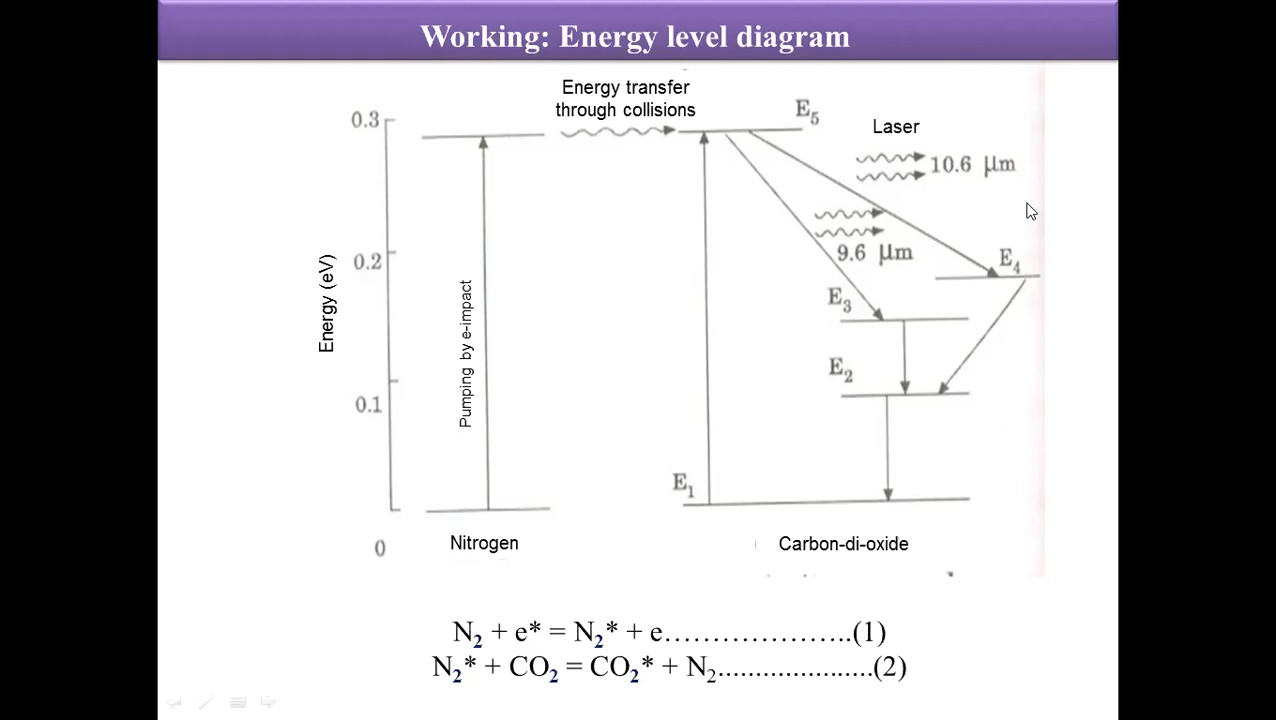 Working: Energy level diagram
Energy transfer
through collisions
E5
Laser
0.3
10.6 μm
9.6 μm
0.2
E4
E3
Energy (eV)
Pumping by e-impact
E2
0.1
E1
0
Nitrogen
Carbon-di-oxide
N2 + e* = N2* + e…………………..(1)
N2* + CO2 = CO2* + N2.....................(2)